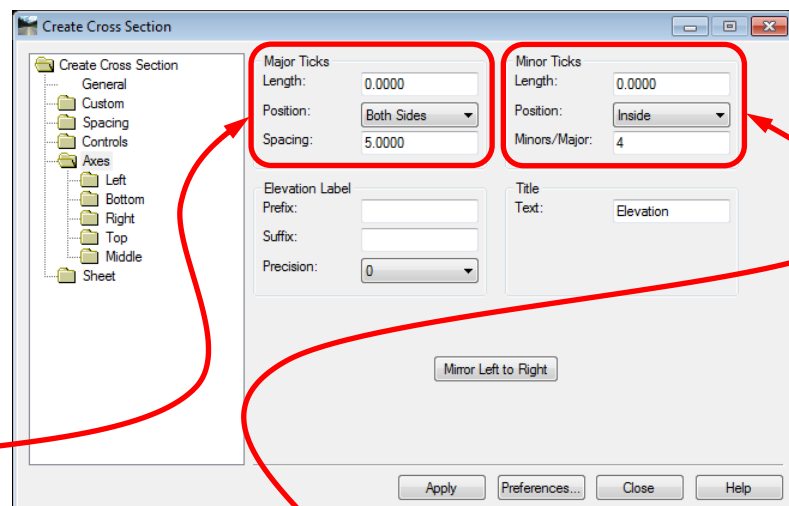 Create Cross Section
Create Cross Section
General
Custom
Spacing
Controls
Axes
Left
Bottom
Right
Top
Middle
Sheet
Major Ticks
Length: 0.0000
Position: Both Sides
Spacing: 5.0000
Minor Ticks
Length: 0.0000
Position: Inside
Minors/Major: 4
Elevation Label
Prefix:
Suffix:
Precision: 0
Title
Text: Elevation
Mirror Left to Right
Apply Preferences... Close Help